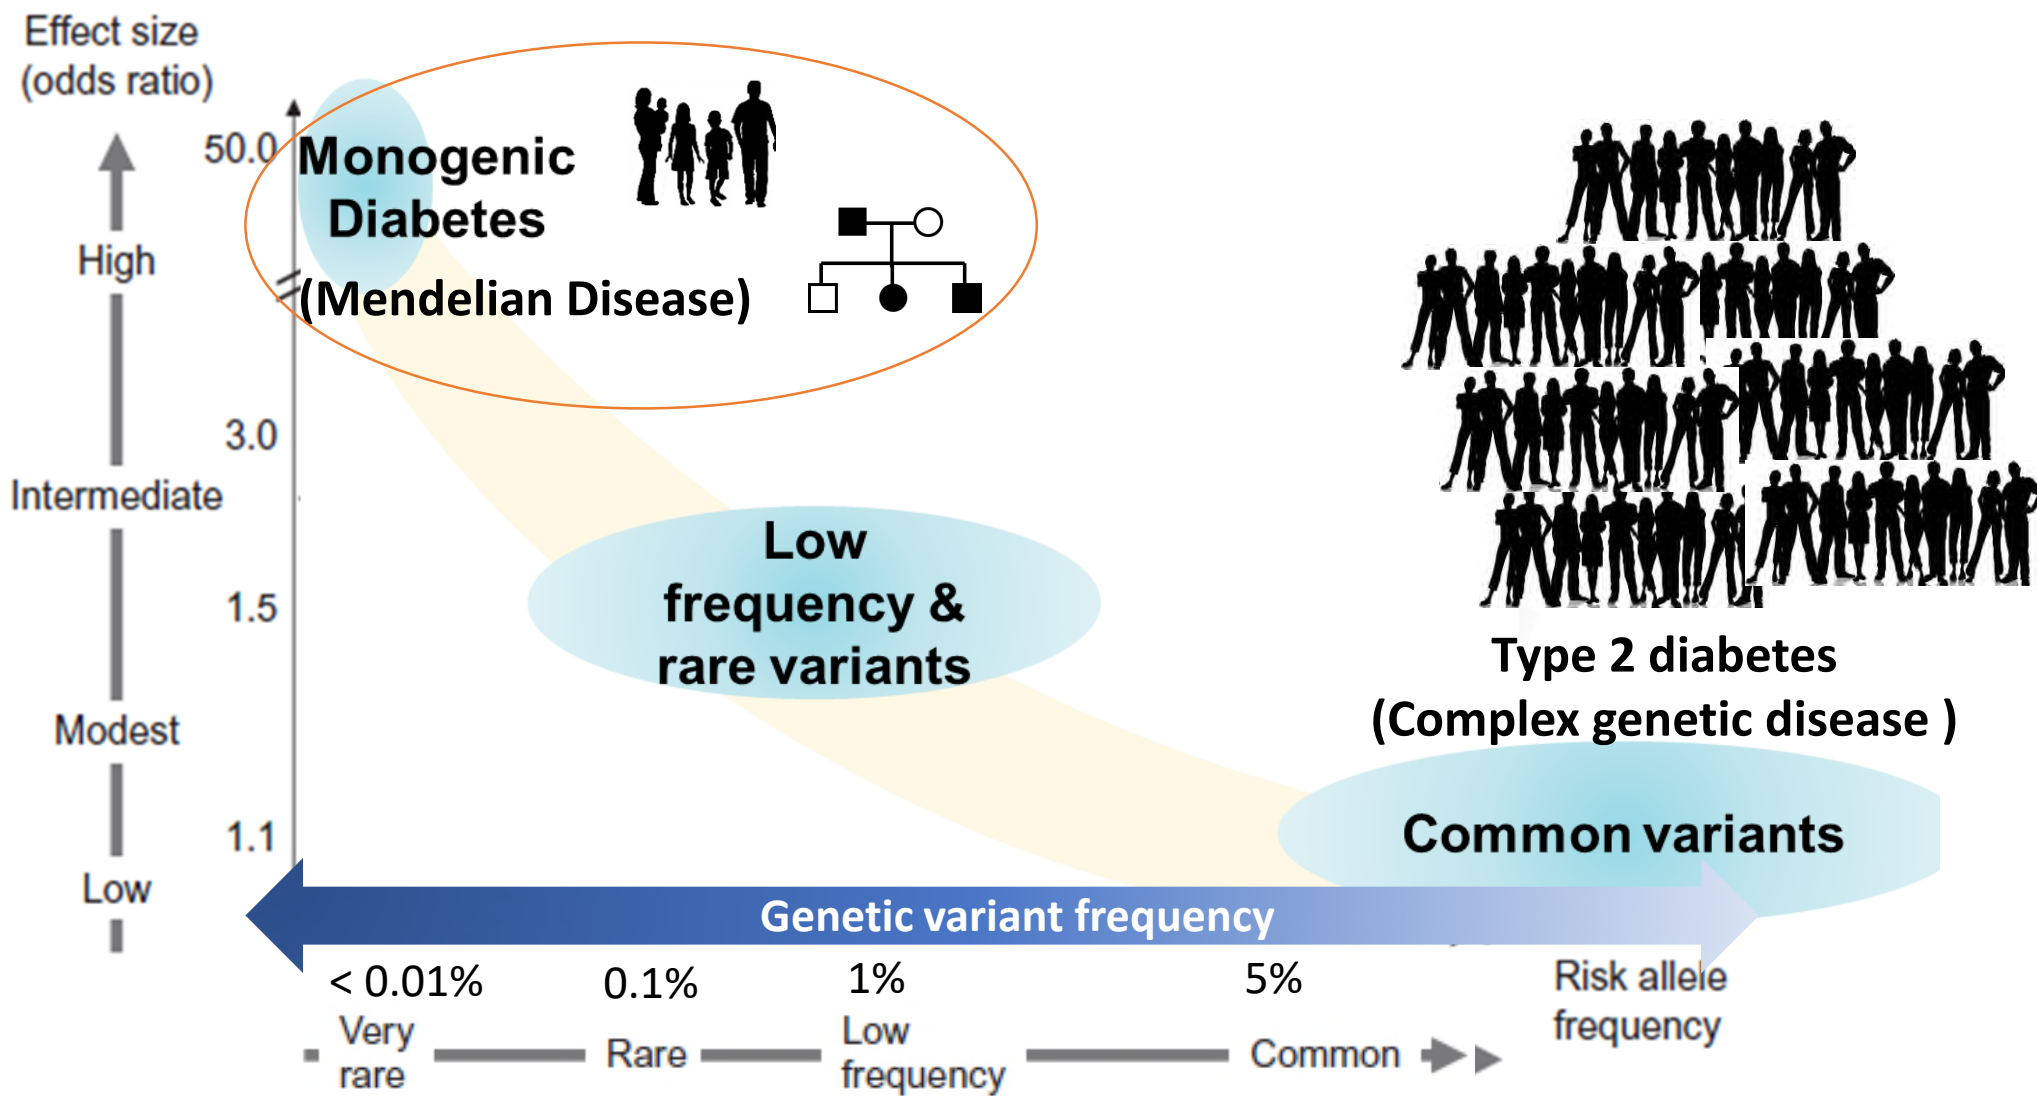 Effect size
(odds ratio)
50.0
3.0
1.5
1.1
High
Intermediate
Modest
Low
Monogenic
Diabetes
(Mendelian Disease)
Low
frequency &
rare variants
Type 2 diabetes
(Complex genetic disease )
Common variants
Genetic variant frequency
< 0.01%
0.1%
1%
5%
Risk allele
frequency
Very
rare
Rare
Low
frequency
Common